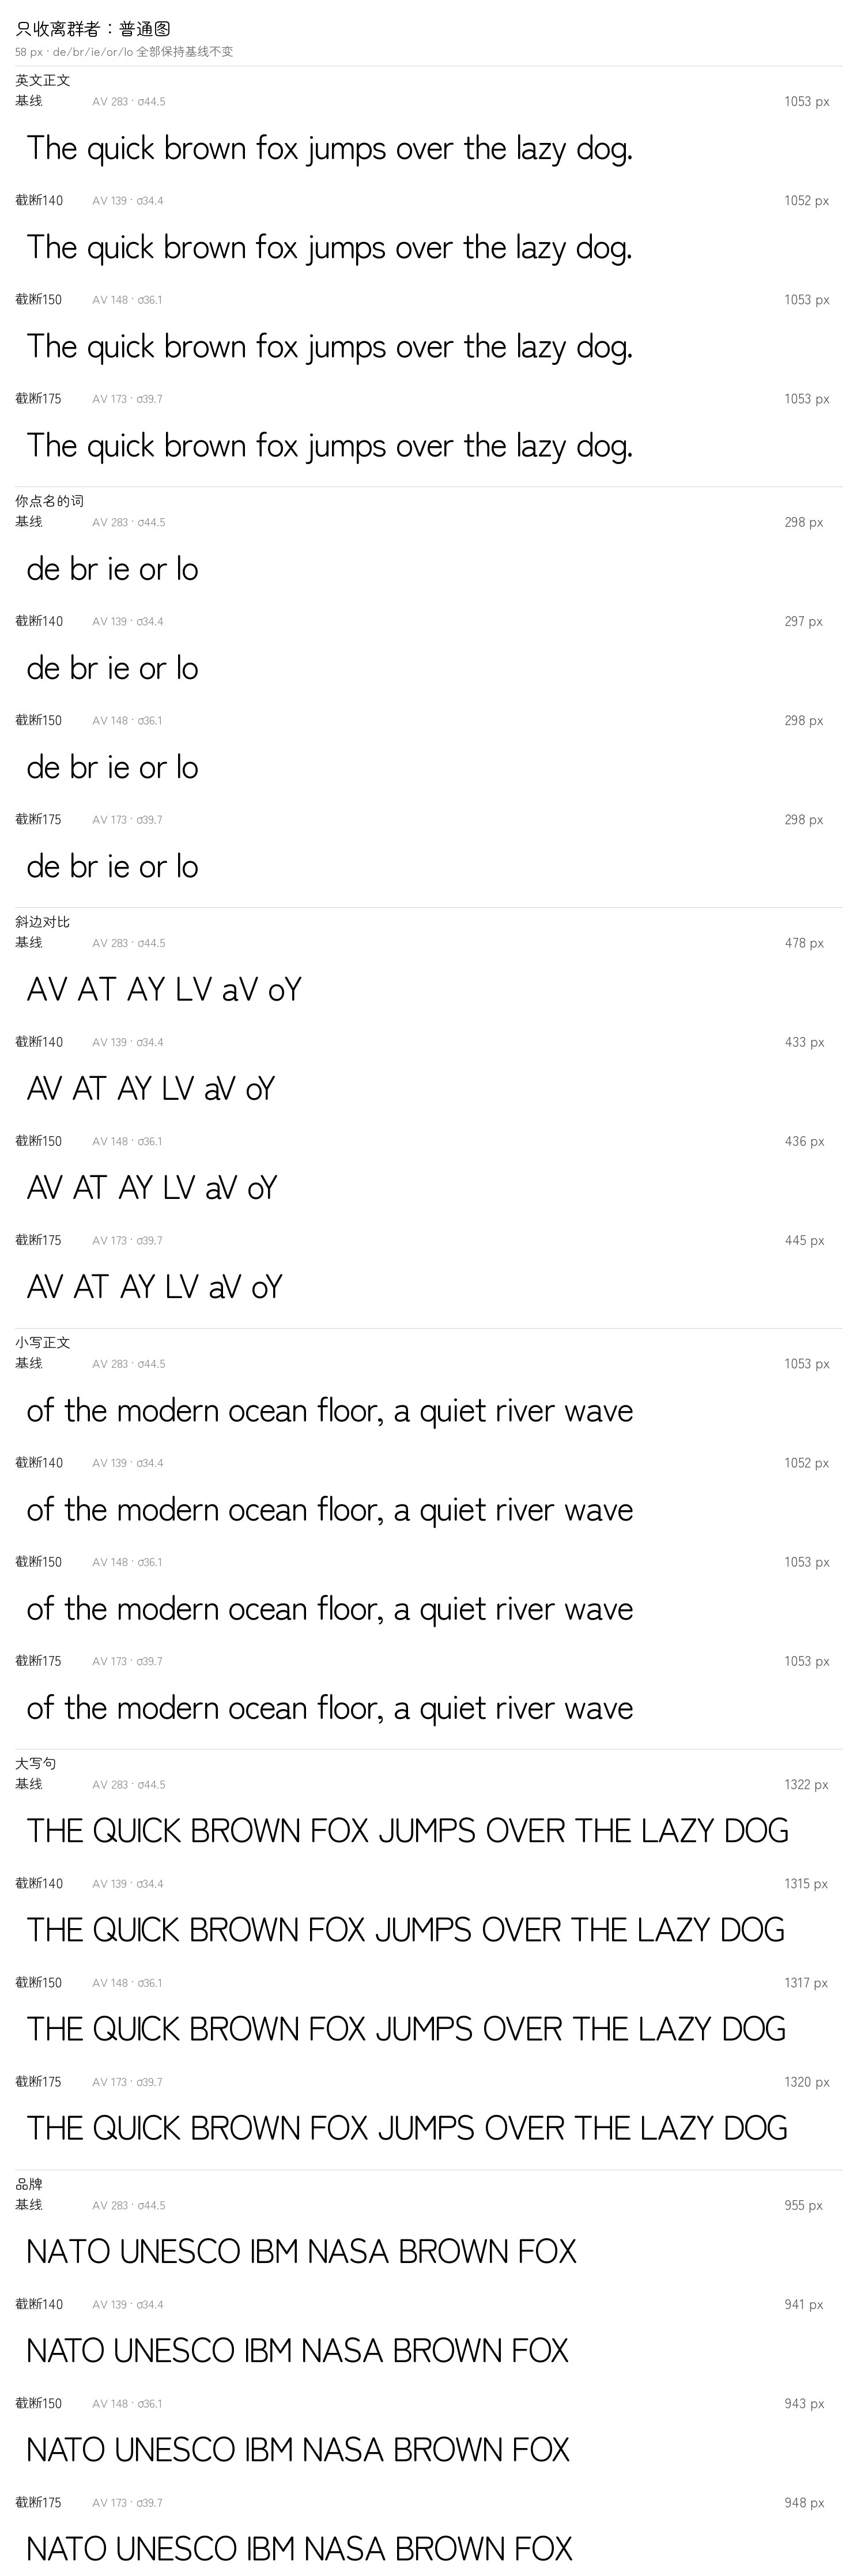 只收离群者：普通图
58 px · de/br/ie/or/lo 全部保持基线不变
英文正文
基线 AV 283 · σ44.5 1053 px
The quick brown fox jumps over the lazy dog.
截断140 AV 139 · σ34.4 1052 px
The quick brown fox jumps over the lazy dog.
截断150 AV 148 · σ36.1 1053 px
The quick brown fox jumps over the lazy dog.
截断175 AV 173 · σ39.7 1053 px
The quick brown fox jumps over the lazy dog.
你点名的词
基线 AV 283 · σ44.5 298 px
de br ie or lo
截断140 AV 139 · σ34.4 297 px
de br ie or lo
截断150 AV 148 · σ36.1 298 px
de br ie or lo
截断175 AV 173 · σ39.7 298 px
de br ie or lo
斜边对比
基线 AV 283 · σ44.5 478 px
AV AT AY LV aV oY
截断140 AV 139 · σ34.4 433 px
AV AT AY LV aV oY
截断150 AV 148 · σ36.1 436 px
AV AT AY LV aV oY
截断175 AV 173 · σ39.7 445 px
AV AT AY LV aV oY
小写正文
基线 AV 283 · σ44.5 1053 px
of the modern ocean floor, a quiet river wave
截断140 AV 139 · σ34.4 1052 px
of the modern ocean floor, a quiet river wave
截断150 AV 148 · σ36.1 1053 px
of the modern ocean floor, a quiet river wave
截断175 AV 173 · σ39.7 1053 px
of the modern ocean floor, a quiet river wave
大写句
基线 AV 283 · σ44.5 1322 px
THE QUICK BROWN FOX JUMPS OVER THE LAZY DOG
截断140 AV 139 · σ34.4 1315 px
THE QUICK BROWN FOX JUMPS OVER THE LAZY DOG
截断150 AV 148 · σ36.1 1317 px
THE QUICK BROWN FOX JUMPS OVER THE LAZY DOG
截断175 AV 173 · σ39.7 1320 px
THE QUICK BROWN FOX JUMPS OVER THE LAZY DOG
品牌
基线 AV 283 · σ44.5 955 px
NATO UNESCO IBM NASA BROWN FOX
截断140 AV 139 · σ34.4 941 px
NATO UNESCO IBM NASA BROWN FOX
截断150 AV 148 · σ36.1 943 px
NATO UNESCO IBM NASA BROWN FOX
截断175 AV 173 · σ39.7 948 px
NATO UNESCO IBM NASA BROWN FOX